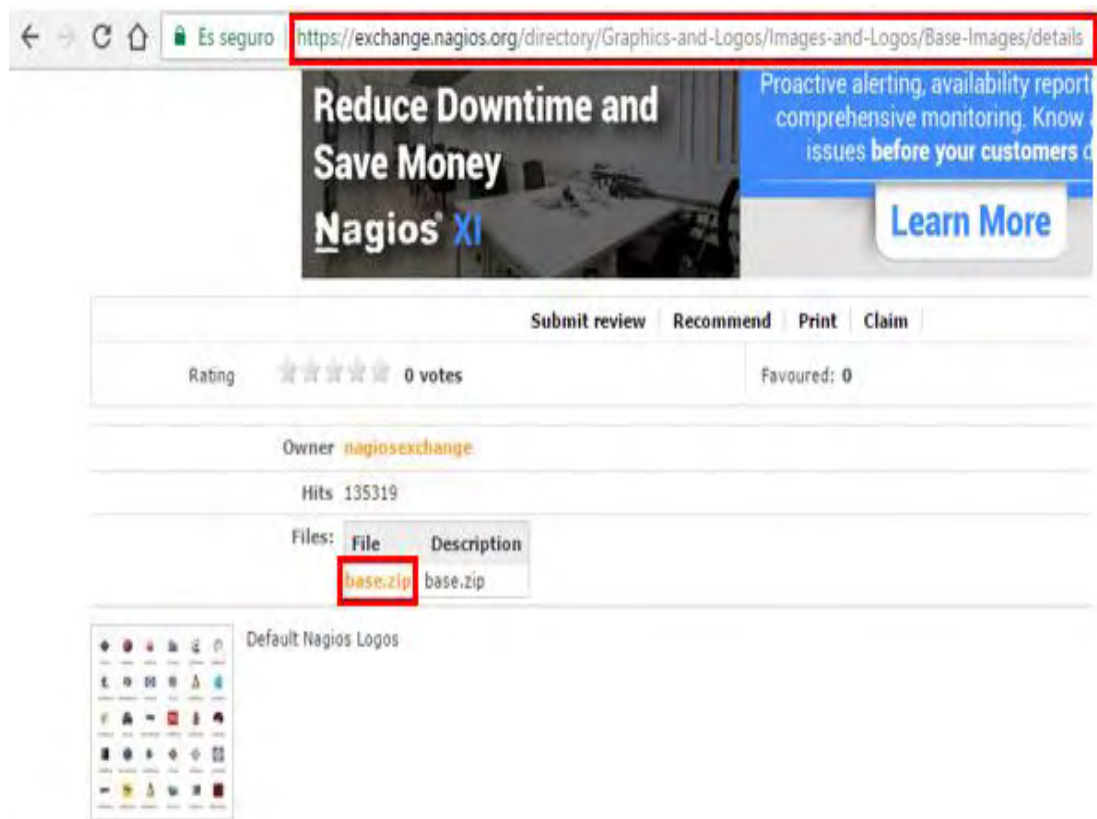 Es seguro https://exchange.nagios.org/directory/Graphics-and-Logos/Images-and-Logos/Base-Images/details
Reduce Downtime and
Save Money
Nagios® XI
Proactive alerting, availability reporti
comprehensive monitoring. Know
issues before your customers
Learn More
Submit review Recommend Print Claim
Rating 0 votes Favoured: 0
Owner nagiosexchange
Hits 135319
Files: File Description
base.zip base.zip
Default Nagios Logos